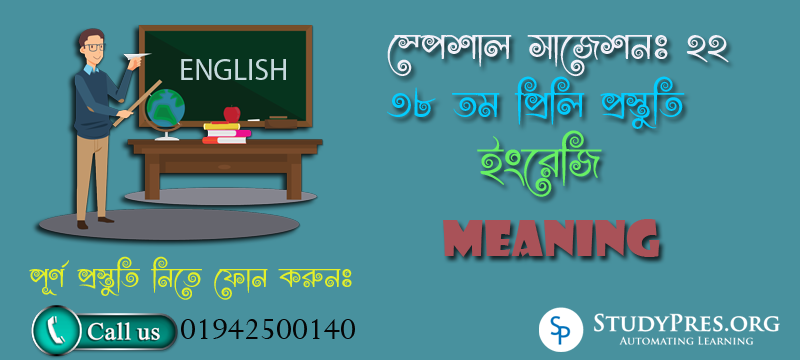 ENGLISH
স্পেশাল সাজেশনঃ ২২
৩৮ তম প্রিলি প্রস্তুতি
ইংরেজি
MEANING
পূর্ণ প্রস্তুতি নিতে ফোন করুনঃ
Call us 01942500140
SP
STUDYPRES.ORG
AUTOMATING LEARNING